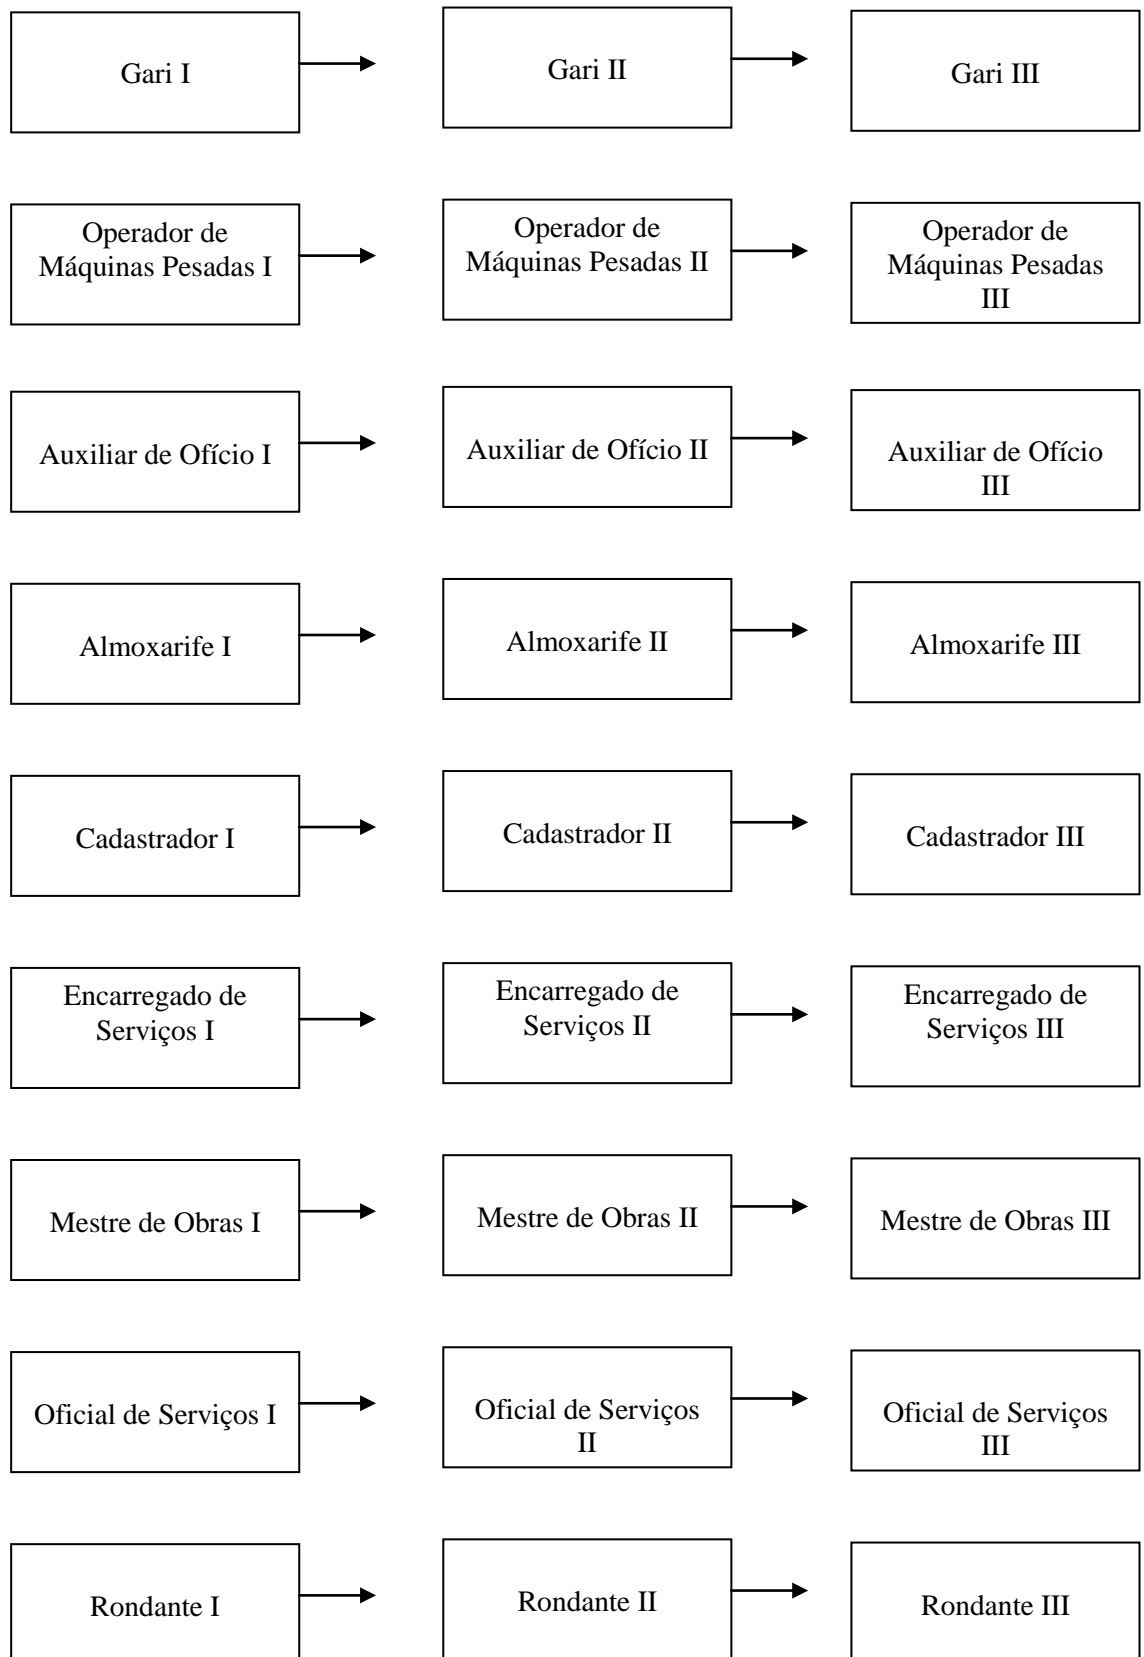 Gari I
Gari II
Gari III
Operador de
Máquinas Pesadas I
Operador de
Máquinas Pesadas II
Operador de
Máquinas Pesadas
III
Auxiliar de Ofício I
Auxiliar de Ofício II
Auxiliar de Ofício
III
Almoxarife I
Almoxarife II
Almoxarife III
Cadastrador I
Cadastrador II
Cadastrador III
Encarregado de
Serviços I
Encarregado de
Serviços II
Encarregado de
Serviços III
Mestre de Obras I
Mestre de Obras II
Mestre de Obras III
Oficial de Serviços I
Oficial de Serviços
II
Oficial de Serviços
III
Rondante I
Rondante II
Rondante III